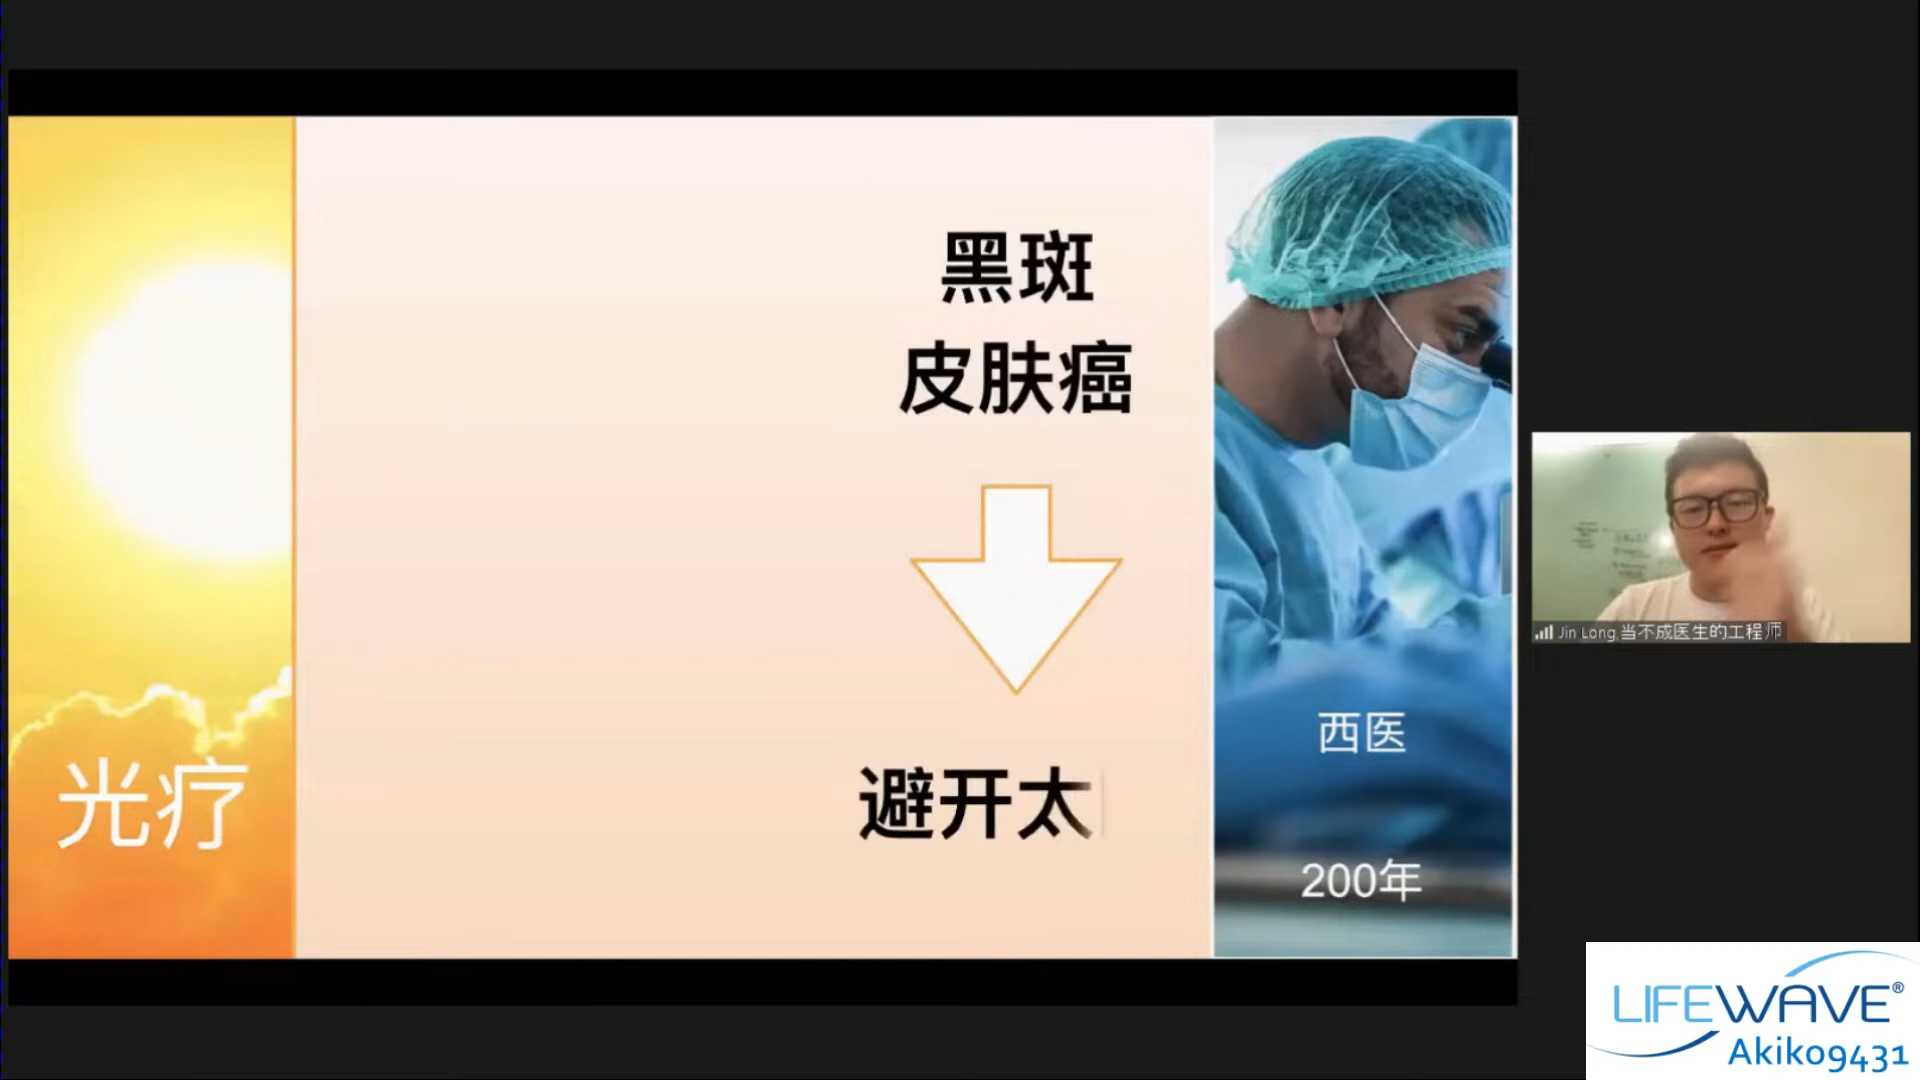 黑斑
皮肤癌
避开太
光疗
西医
200年
Jin Long 当不成医生的工程师
LIFEWAVE®
Akiko9431